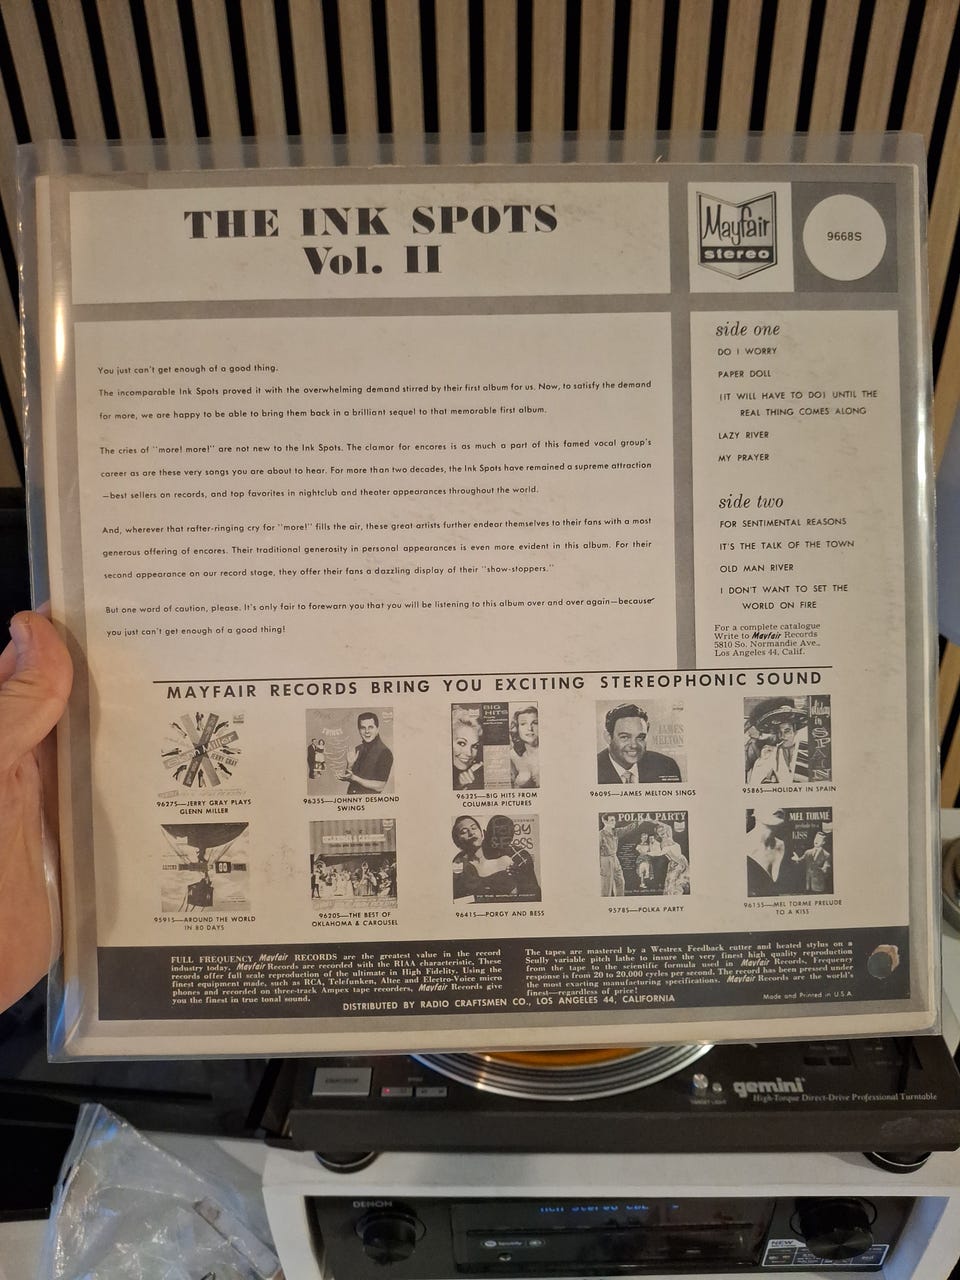 THE INK SPOTS
Vol. II
Mayfair
stereo
9668S
You just can't get enough of a good thing.
The incomparable Ink Spots proved it with the overwhelming demand stirred by their first album for us. Now, to satisfy the demand
for more, we are happy to be able to bring them back in a brilliant sequel to that memorable first album.
The cries of "more! more!" are not new to the Ink Spots. The clamor for encores is as much a part of this famed vocal group's
career as are these very songs you are about to hear. For more than two decades, the Ink Spots have remained a supreme attraction
—best sellers on records, and top favorites in nightclub and theater appearances throughout the world.
And, wherever that rafter-ringing cry for "more!" fills the air, these great artists further endear themselves to their fans with a most
generous offering of encores. Their traditional generosity in personal appearances is even more evident in this album. For their
second appearance on our record stage, they offer their fans a dazzling display of their "show-stoppers."
But one word of caution, please. It's only fair to forewarn you that you will be listening to this album over and over again—because
you just can't get enough of a good thing!
side one
DO I WORRY
PAPER DOLL
(IT WILL HAVE TO DO) UNTIL THE
REAL THING COMES ALONG
LAZY RIVER
MY PRAYER
side two
FOR SENTIMENTAL REASONS
IT'S THE TALK OF THE TOWN
OLD MAN RIVER
I DON'T WANT TO SET THE
WORLD ON FIRE
For a complete catalogue
Write to Mayfair Records
5810 So. Normandie Ave.,
Los Angeles 44, Calif.
MAYFAIR RECORDS BRING YOU EXCITING STEREOPHONIC SOUND
BIG
HITS
JAMES
MELTON
Holiday in SPAIN
9627S—JERRY GRAY PLAYS
GLENN MILLER
9635S—JOHNNY DESMOND
SWINGS
9632S—BIG HITS FROM
COLUMBIA PICTURES
9609S—JAMES MELTON SINGS
9586S—HOLIDAY IN SPAIN
POLKA PARTY
MEL TORME
prelude to a
KISS
9591S—AROUND THE WORLD
IN 80 DAYS
9620S—THE BEST OF
OKLAHOMA & CAROUSEL
9641S—PORGY AND BESS
9578S—POLKA PARTY
9615S—MEL TORME PRELUDE
TO A KISS
FULL FREQUENCY Mayfair RECORDS are the greatest value in the record
industry today. Mayfair Records are recorded with the RIAA characteristic. These
records offer full scale reproduction of the ultimate in High Fidelity. Using the
finest equipment made, such as RCA, Telefunken, Altec and Electro-Voice micro
phones and recorded on three-track Ampex tape recorders, Mayfair Records give
you the finest in true tonal sound.
The tapes are mastered by a Westrex Feedback cutter and heated stylus on a
Scully variable pitch lathe to insure the very finest high quality reproduction
from the tape to the scientific formula used in Mayfair Records, Frequency
response is from 20 to 20,000 cycles per second. The record has been pressed under
the most exacting manufacturing specifications. Mayfair Records are the world's
finest—regardless of price!
DISTRIBUTED BY RADIO CRAFTSMEN CO., LOS ANGELES 44, CALIFORNIA
Made and Printed in U.S.A.
gemini
High-Torque Direct-Drive Professional Turntable
DENON
NEW